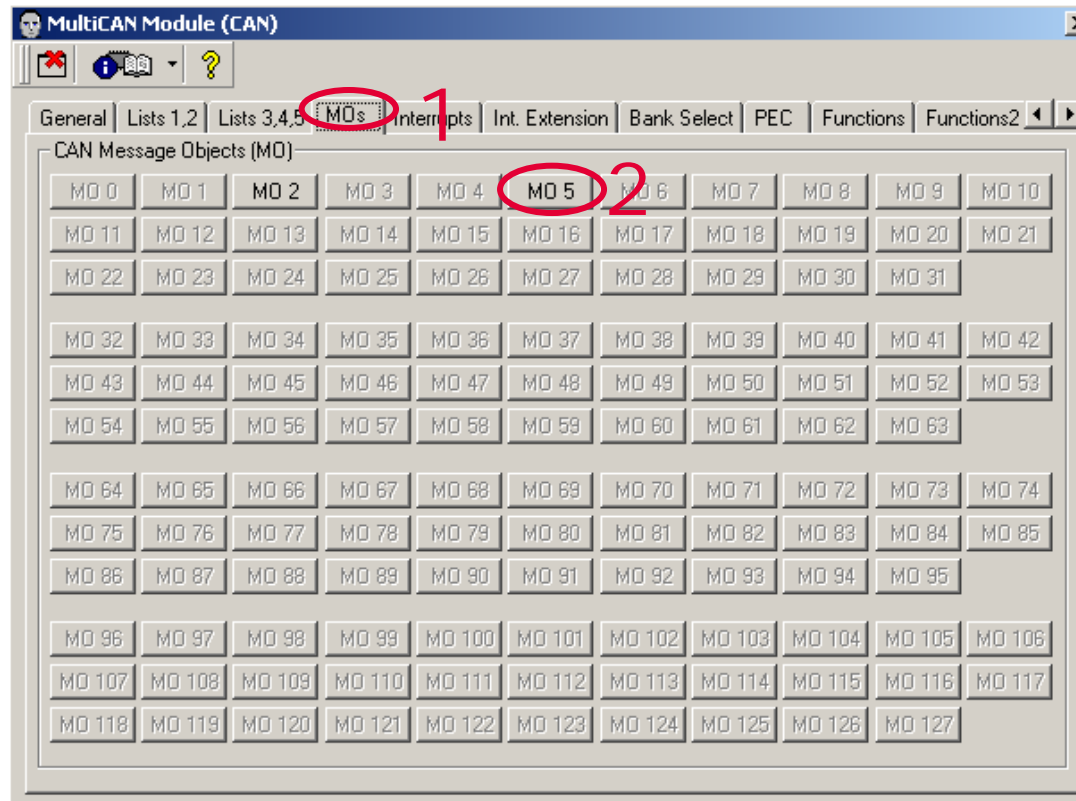 MultiCAN Module (CAN)
General Lists 1,2 Lists 3,4,5 MOs Interrupts Int. Extension Bank Select PEC Functions Functions2
1
CAN Message Objects (MO)
MO 0 MO 1 MO 2 MO 3 MO 4 MO 5 MO 6 MO 7 MO 8 MO 9 MO 10
2
MO 11 MO 12 MO 13 MO 14 MO 15 MO 16 MO 17 MO 18 MO 19 MO 20 MO 21
MO 22 MO 23 MO 24 MO 25 MO 26 MO 27 MO 28 MO 29 MO 30 MO 31
MO 32 MO 33 MO 34 MO 35 MO 36 MO 37 MO 38 MO 39 MO 40 MO 41 MO 42
MO 43 MO 44 MO 45 MO 46 MO 47 MO 48 MO 49 MO 50 MO 51 MO 52 MO 53
MO 54 MO 55 MO 56 MO 57 MO 58 MO 59 MO 60 MO 61 MO 62 MO 63
MO 64 MO 65 MO 66 MO 67 MO 68 MO 69 MO 70 MO 71 MO 72 MO 73 MO 74
MO 75 MO 76 MO 77 MO 78 MO 79 MO 80 MO 81 MO 82 MO 83 MO 84 MO 85
MO 86 MO 87 MO 88 MO 89 MO 90 MO 91 MO 92 MO 93 MO 94 MO 95
MO 96 MO 97 MO 98 MO 99 MO 100 MO 101 MO 102 MO 103 MO 104 MO 105 MO 106
MO 107 MO 108 MO 109 MO 110 MO 111 MO 112 MO 113 MO 114 MO 115 MO 116 MO 117
MO 118 MO 119 MO 120 MO 121 MO 122 MO 123 MO 124 MO 125 MO 126 MO 127